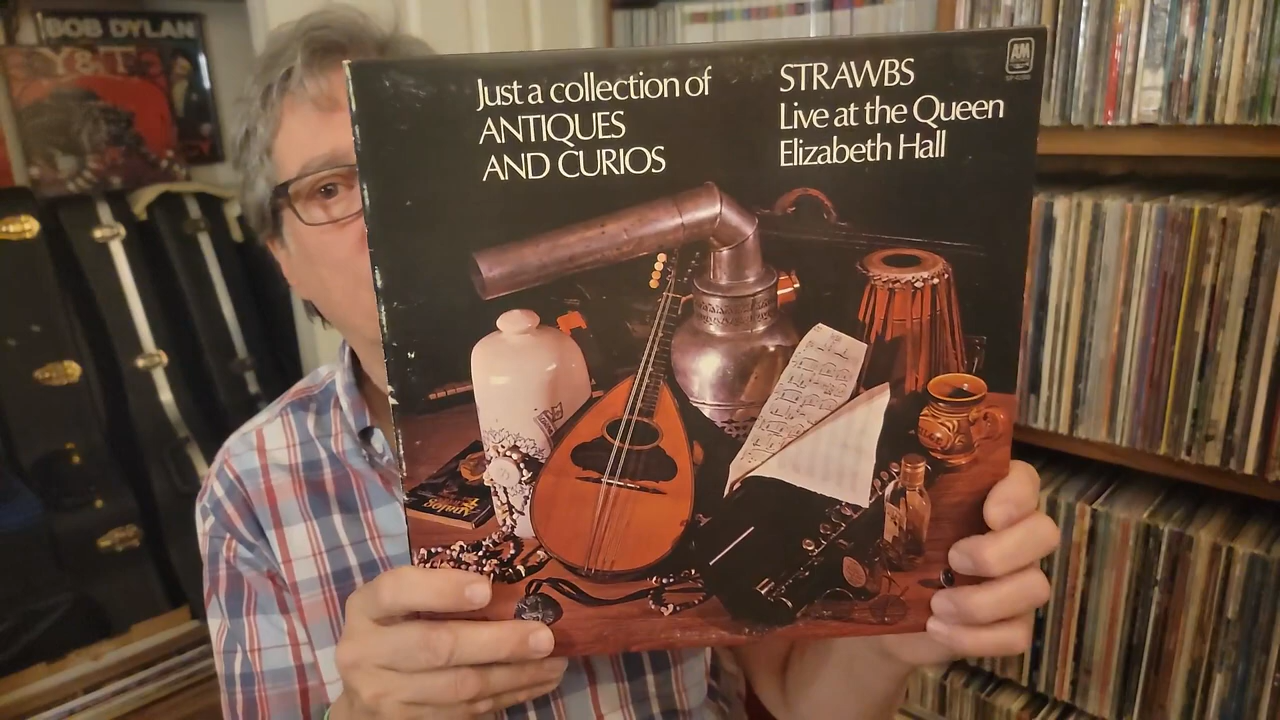 BOB DYLAN
Y&T
Just a collection of
ANTIQUES
AND CURIOS
STRAWBS
Live at the Queen
Elizabeth Hall
A&M